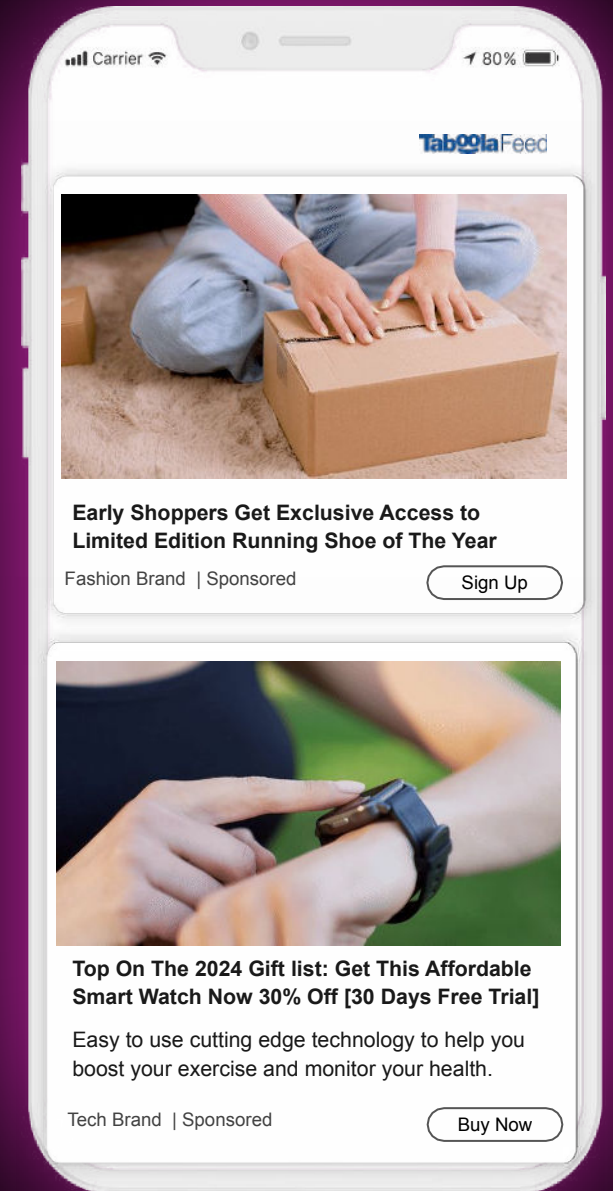 Carrier 80%
Taboola Feed
Early Shoppers Get Exclusive Access to
Limited Edition Running Shoe of The Year
Fashion Brand | Sponsored
Sign Up
Top On The 2024 Gift list: Get This Affordable
Smart Watch Now 30% Off [30 Days Free Trial]
Easy to use cutting edge technology to help you
boost your exercise and monitor your health.
Tech Brand | Sponsored
Buy Now